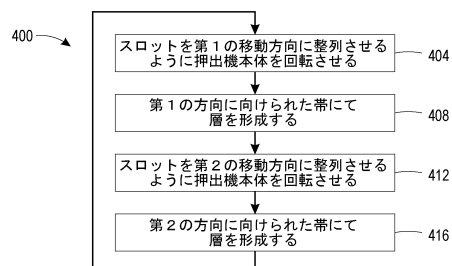 400
スロットを第1の移動方向に整列させる
ように押出機本体を回転させる
404
第1の方向に向けられた帯にて
層を形成する
408
スロットを第2の移動方向に整列させる
ように押出機本体を回転させる
412
第2の方向に向けられた帯にて
層を形成する
416